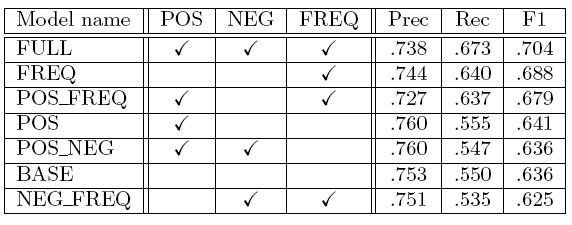 Model name POS NEG FREQ Prec Rec F1
FULL ✓ ✓ ✓ .738 .673 .704
FREQ ✓ .744 .640 .688
POS_FREQ ✓ ✓ .727 .637 .679
POS ✓ .760 .555 .641
POS_NEG ✓ ✓ .760 .547 .636
BASE .753 .550 .636
NEG_FREQ ✓ ✓ .751 .535 .625